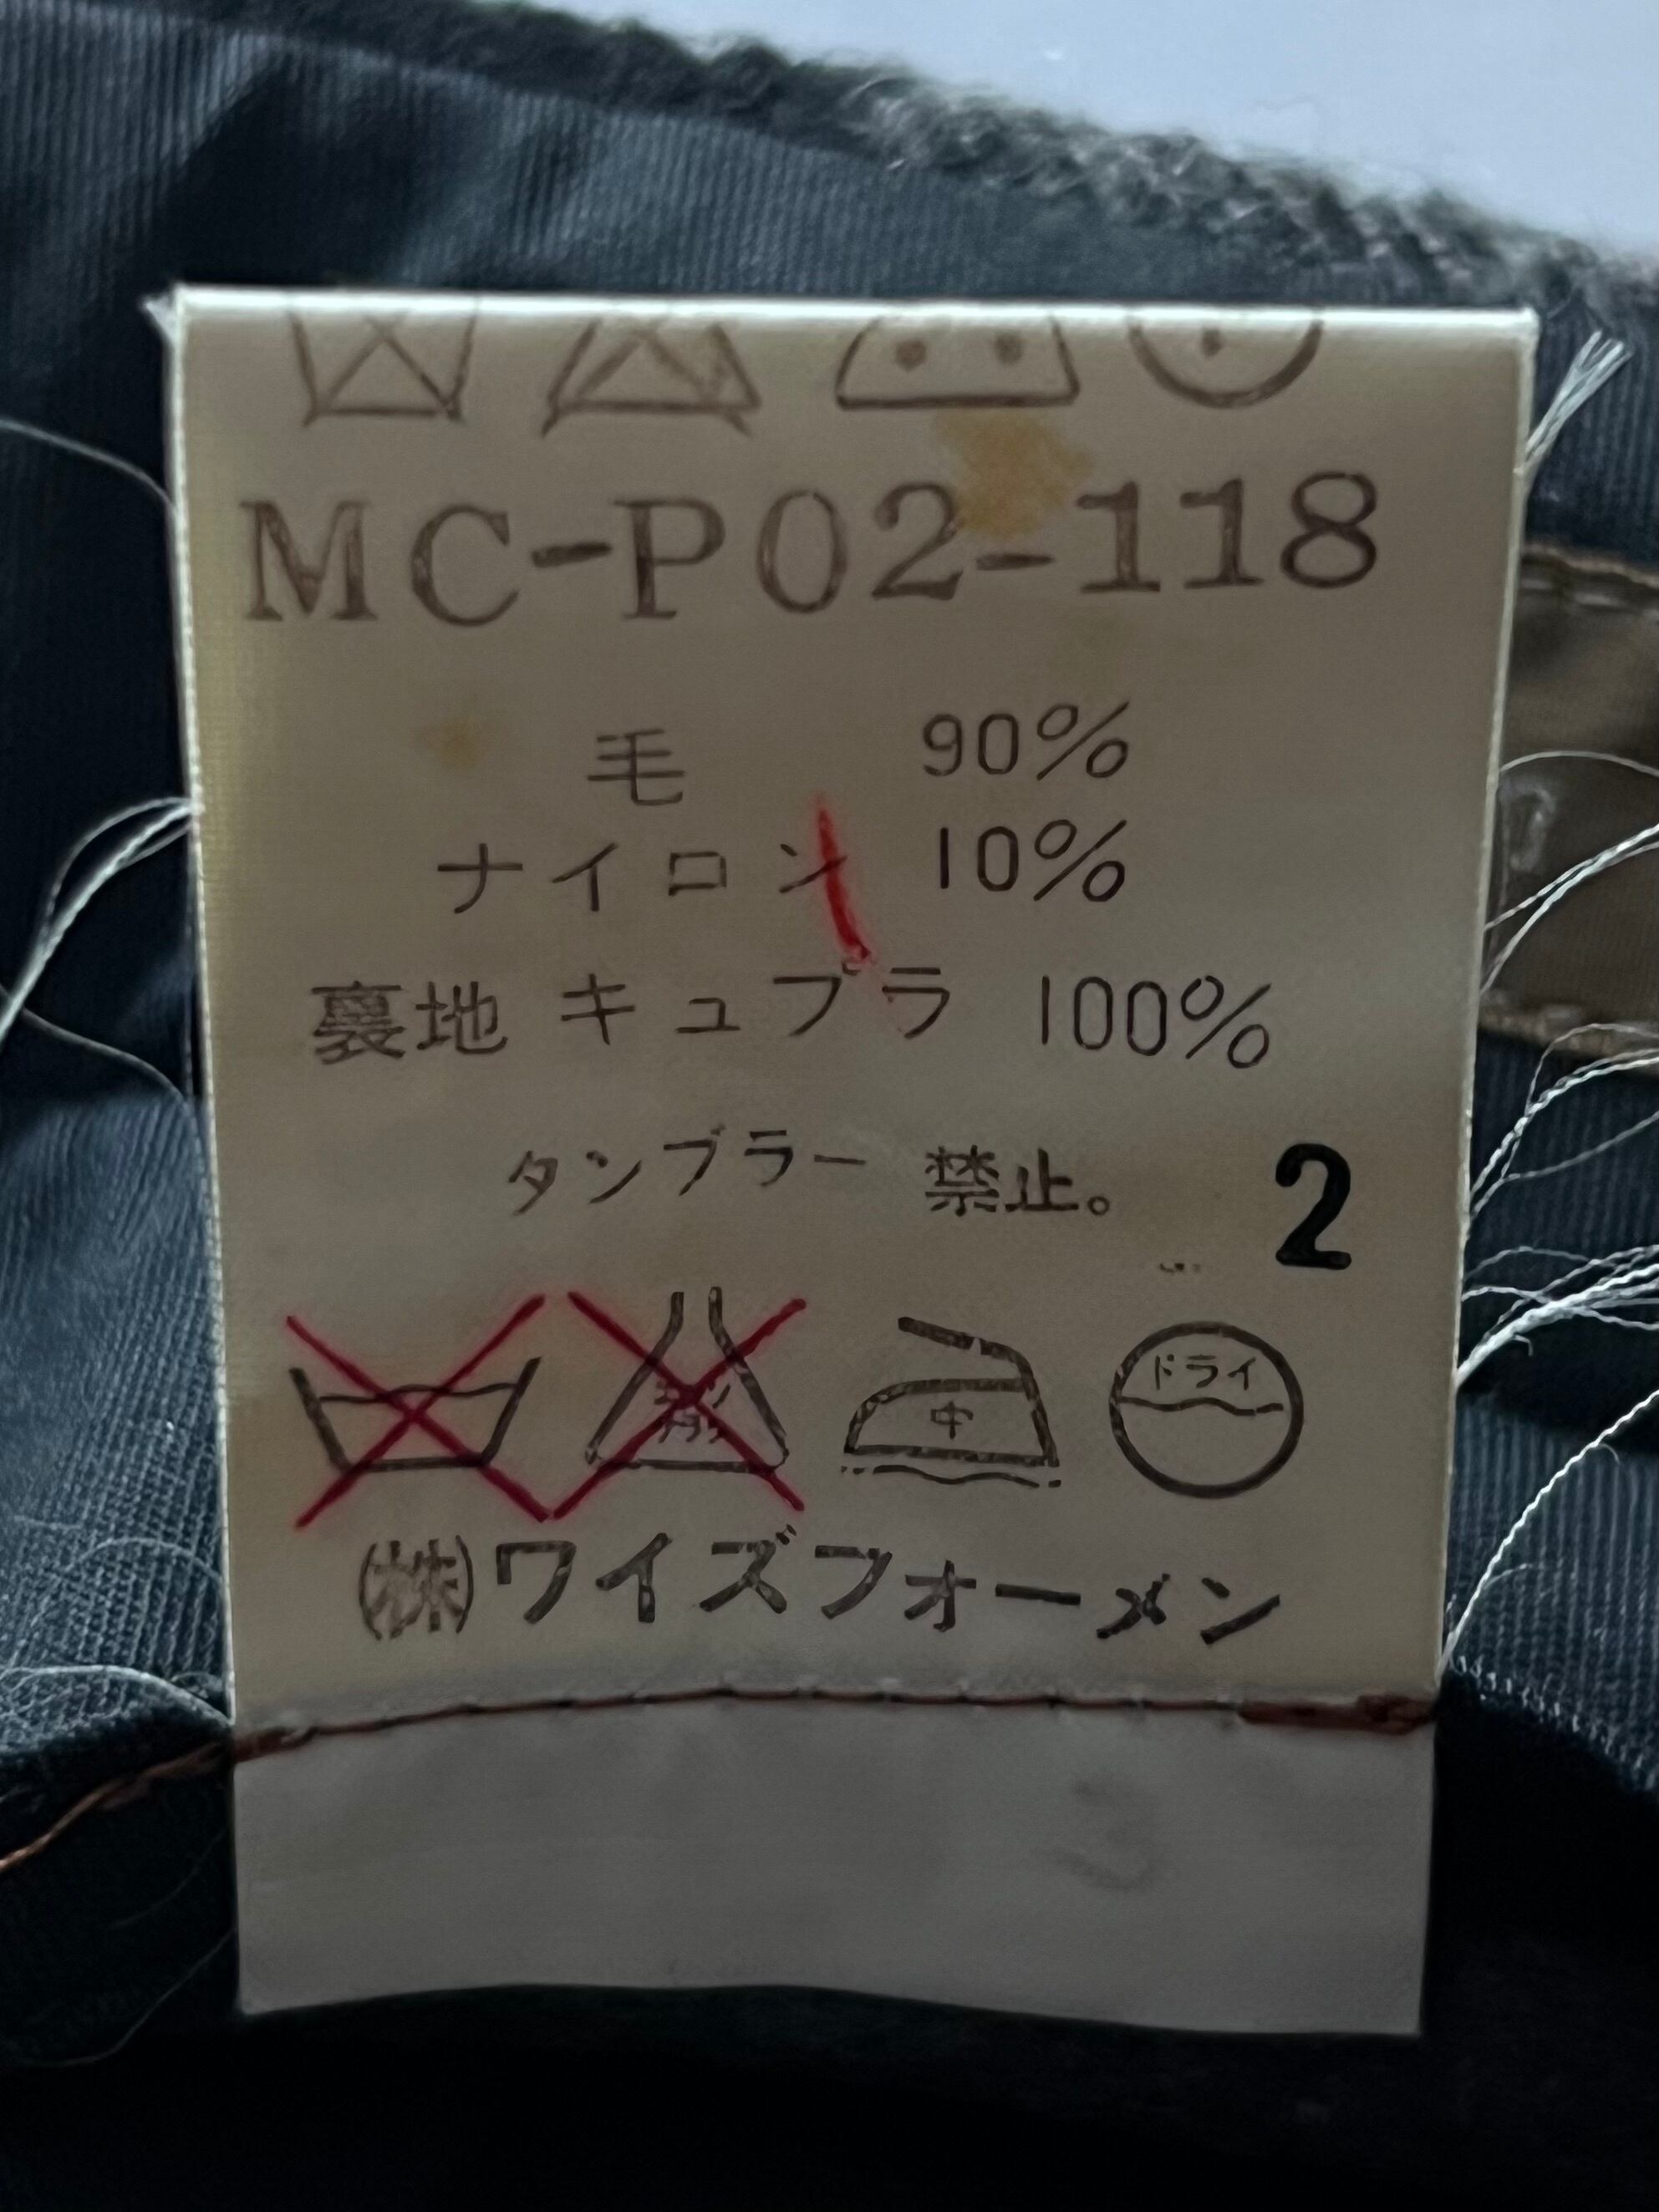 MC-P02-118
毛 90%
ナイロン 10%
裏地 キュプラ 100%
タンブラー 禁止。 2
中 ドライ
㈱ワイズフォーメン